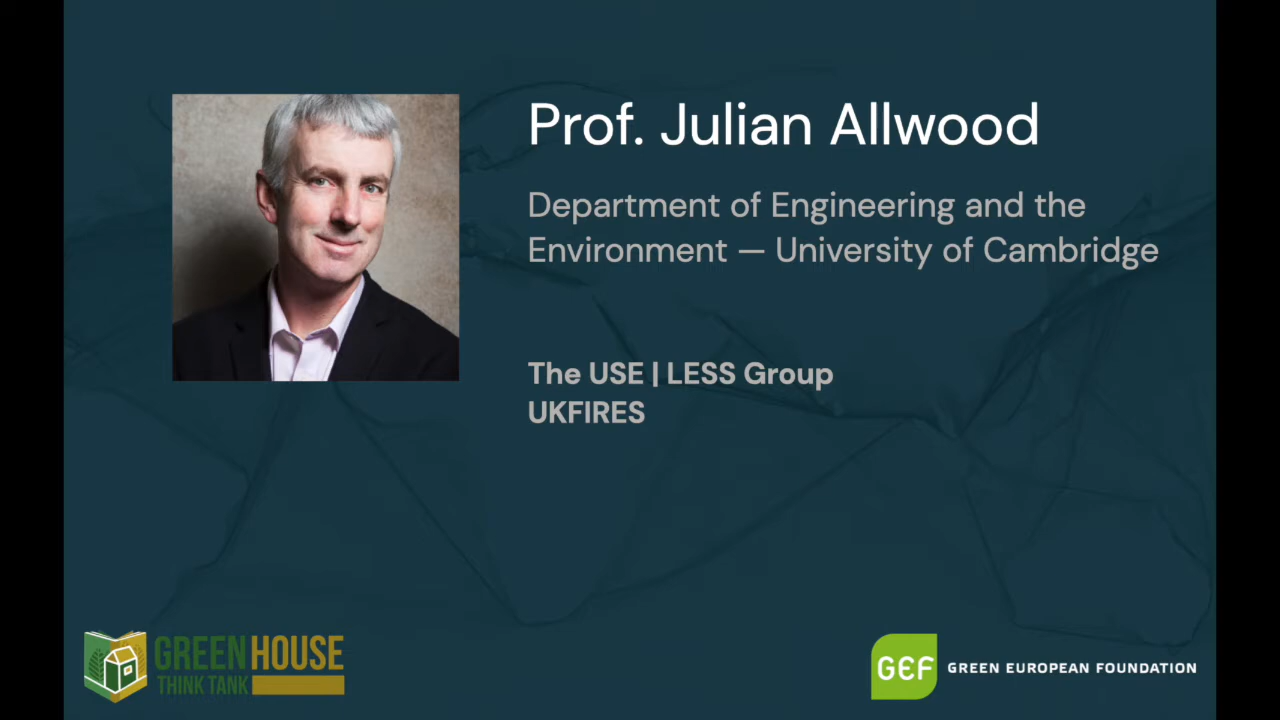 Prof. Julian Allwood
Department of Engineering and the
Environment — University of Cambridge
The USE | LESS Group
UKFIRES
GREEN HOUSE
THINK TANK
GEF GREEN EUROPEAN FOUNDATION